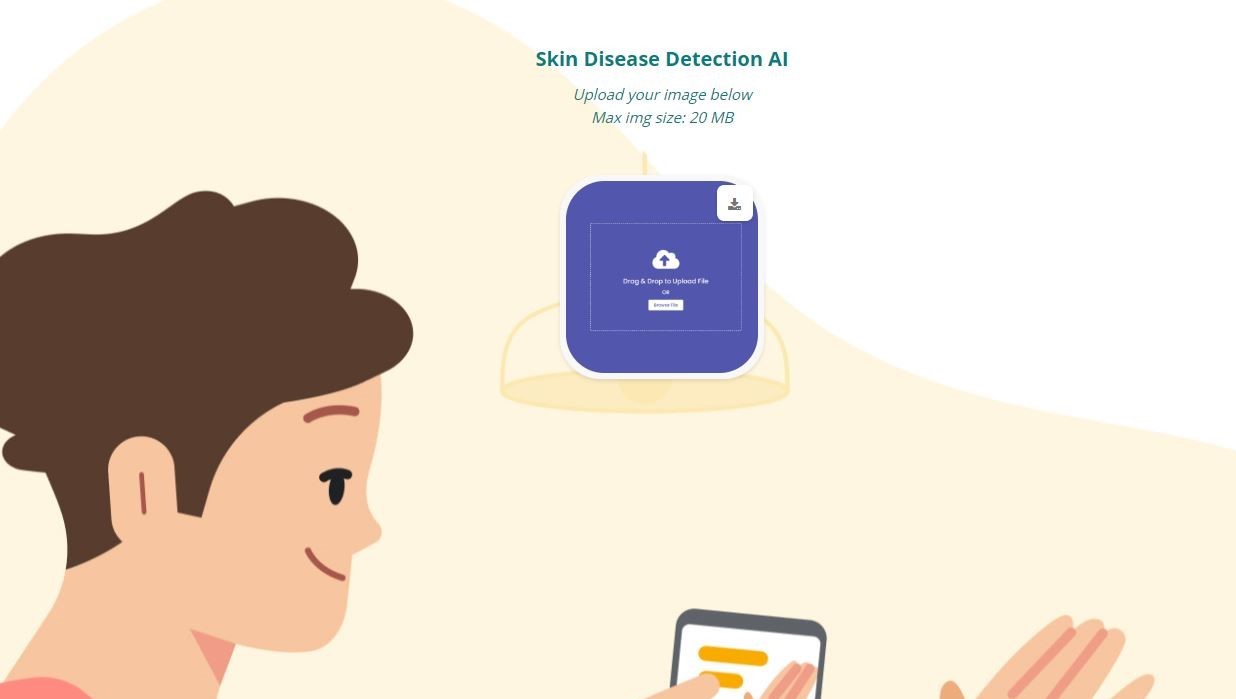 Skin Disease Detection AI
Upload your image below
Max img size: 20 MB
Drag & Drop to Upload File
OR
Browse File